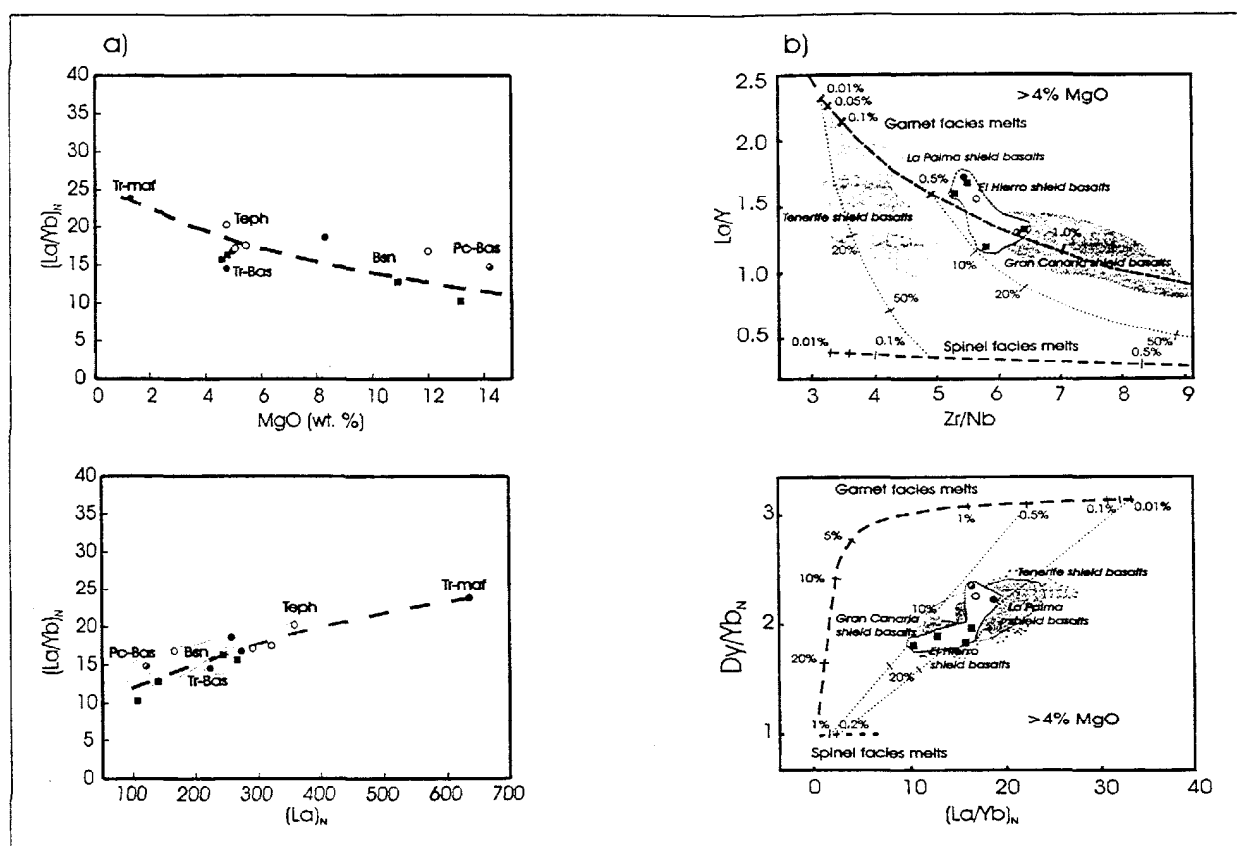 a)
40
35
30
25
20
15
10
5
0
(La/Yb)N
Tr-maf
Teph
Tr-Bas
Bsn
Pc-Bas
0 2 4 6 8 10 12 14
MgO (wt. %)
40
35
30
25
20
15
10
5
0
(La/Yb)N
Pc-Bas
Bsn
Tr-Bas
Teph
Tr-maf
100 200 300 400 500 600 700
(La)N
b)
2.5
2.0
1.5
1.0
0.5
La/Y
>4% MgO
0.01%
0.05%
0.1%
Garnet facies melts
La Palma shield basalts
0.5%
El Hierro shield basalts
Tenerife shield basalts
20%
10%
1.0%
Gran Canaria shield basalts
50%
20%
50%
0.01%
0.1%
Spinel facies melts
0.5%
3 4 5 6 7 8 9
Zr/Nb
3
2
1
Dy/YbN
Garnet facies melts
1%
0.5%
0.1%
0.01%
5%
10%
Tenerife shield basalts
10%
Gran Canaria
shield basalts
La Palma
shield basalts
El Hierro
shield basalts
20%
20%
1%
0.2%
>4% MgO
Spinel facies melts
0 10 20 30 40
(La/Yb)N